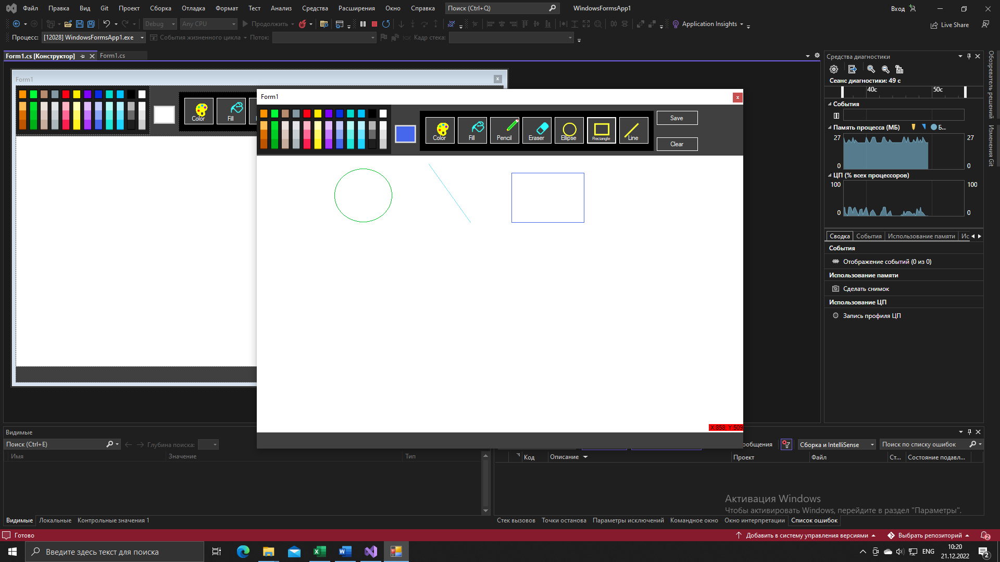 Файл Правка Вид Git Проект Сборка Отладка Формат Тест Анализ Средства Расширения Окно Справка Поиск (Ctrl+Q) WindowsFormsApp1 Вход
Debug Any CPU Продолжить Application Insights Live Share
Процесс: [12028] WindowsFormsApp1.exe События жизненного цикла Поток: Кадр стека:
Form1.cs [Конструктор] Form1.cs
Form1
Color Fill
Form1
Color Fill Pencil Eraser Ellipse Rectangle Line
Save
Clear
X:858; Y:509
Средства диагностики
Сеанс диагностики: 49 с
40с 50с
События
Память процесса (МБ) Б...
27 27
0 0
ЦП (% всех процессоров)
100 100
0 0
Сводка События Использование памяти Ис
События
Отображение событий (0 из 0)
Использование памяти
Сделать снимок
Использование ЦП
Запись профиля ЦП
Обозреватель решений
Изменения Git
Видимые
Поиск (Ctrl+E) Глубина поиска:
Имя Значение Тип
Видимые Локальные Контрольные значения 1
ообщения Сборка и IntelliSense Поиск по списку ошибок
Код Описание Проект Файл Ст... Состояние подавл...
Активация Windows
Чтобы активировать Windows, перейдите в раздел "Параметры".
Стек вызовов Точки останова Параметры исключений Командное окно Окно интерпретации Список ошибок
Готово Добавить в систему управления версиями Выбрать репозиторий 2
Введите здесь текст для поиска ENG 10:20
21.12.2022 2